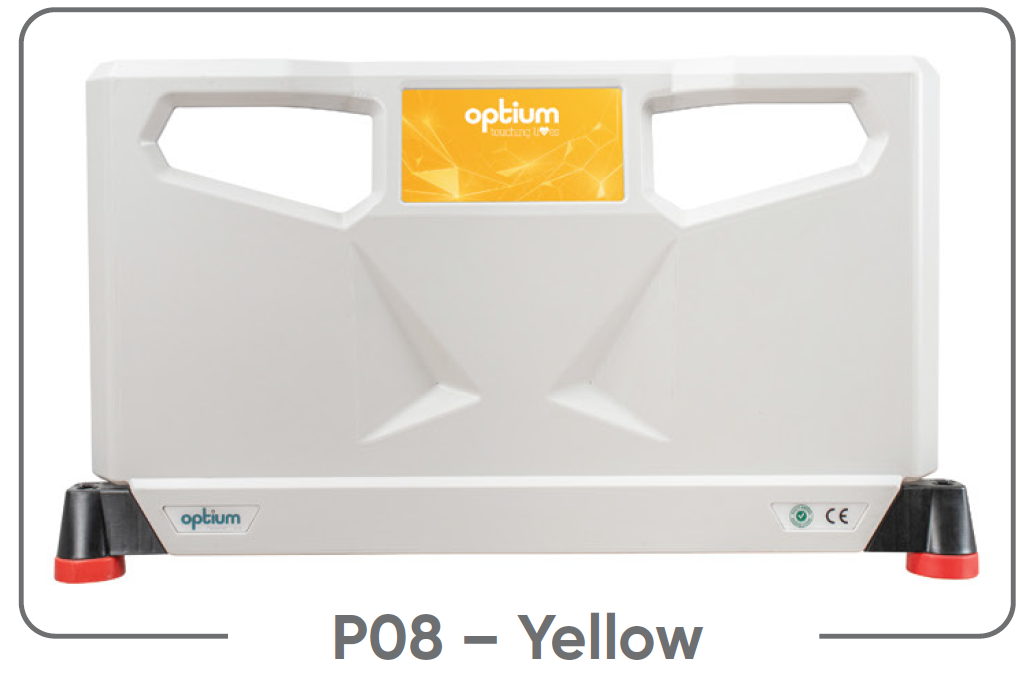 optium
touching lives
optium
CE
P08 – Yellow